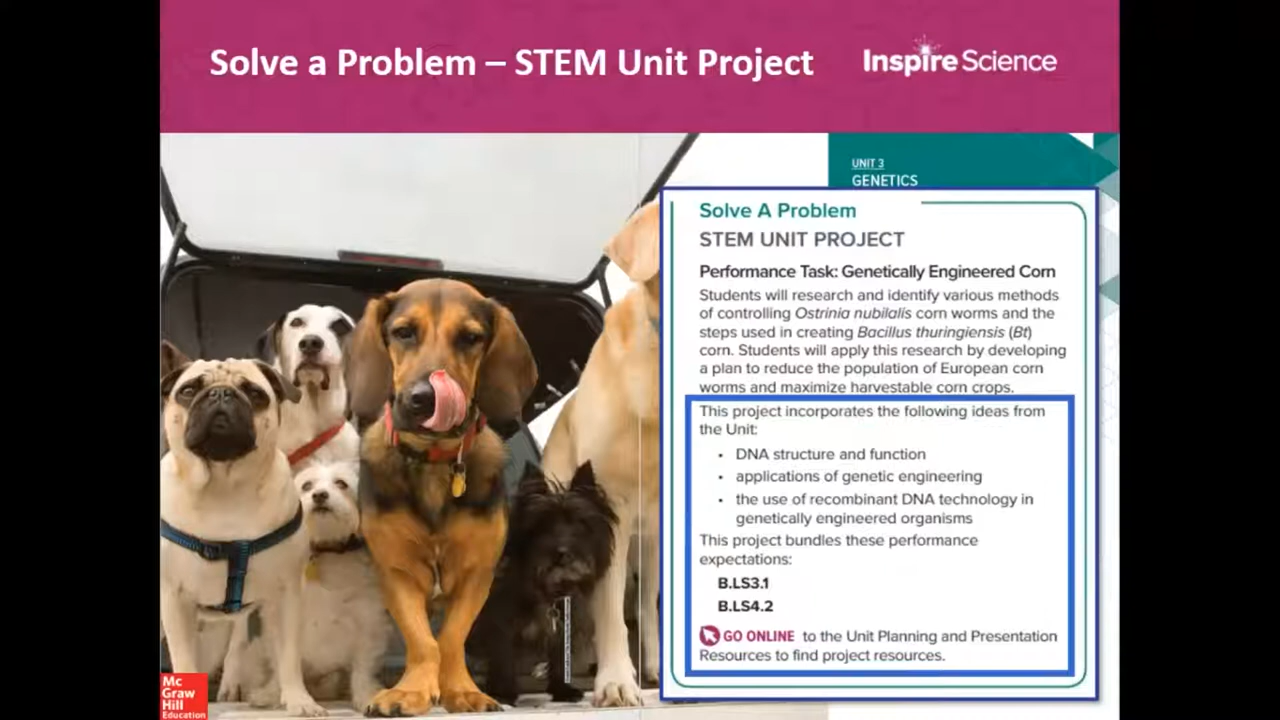 Solve a Problem – STEM Unit Project
Inspire Science
UNIT 3
GENETICS
Solve A Problem
STEM UNIT PROJECT
Performance Task: Genetically Engineered Corn
Students will research and identify various methods
of controlling Ostrinia nubilalis corn worms and the
steps used in creating Bacillus thuringiensis (Bt)
corn. Students will apply this research by developing
a plan to reduce the population of European corn
worms and maximize harvestable corn crops.
This project incorporates the following ideas from
the Unit:
• DNA structure and function
• applications of genetic engineering
• the use of recombinant DNA technology in
genetically engineered organisms
This project bundles these performance
expectations:
B.LS3.1
B.LS4.2
GO ONLINE to the Unit Planning and Presentation
Resources to find project resources.
Mc
Graw
Hill
Education